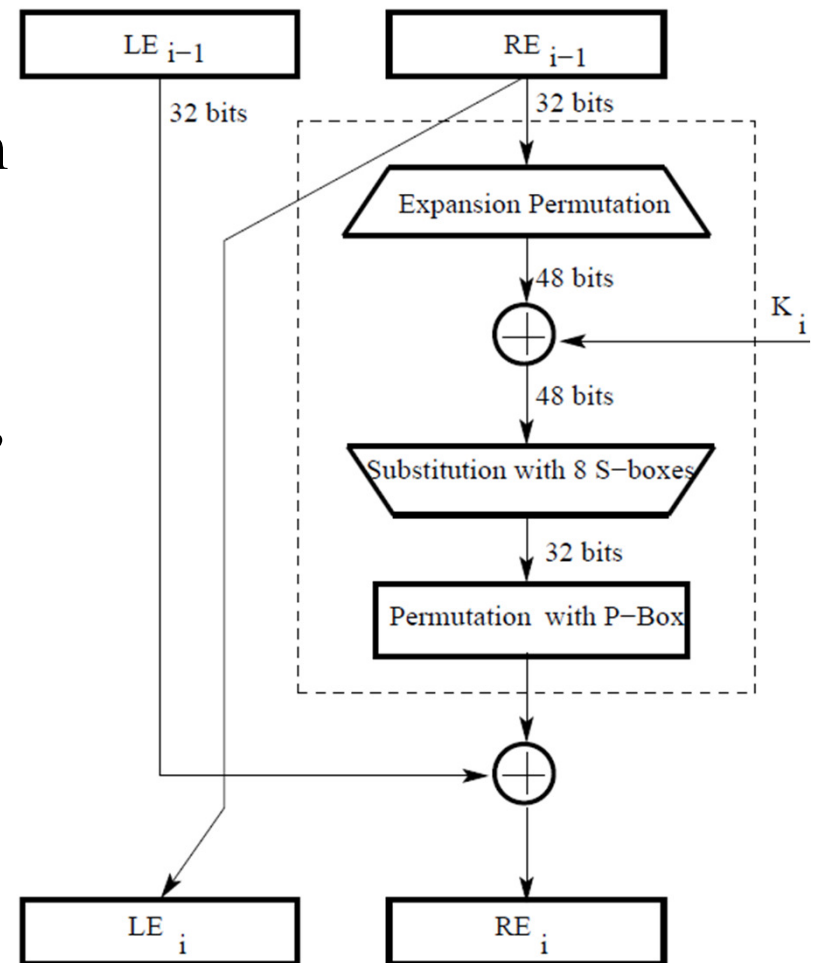 LE i−1
RE i−1
32 bits
32 bits
n
Expansion Permutation
48 bits
K i
,
48 bits
Substitution with 8 S−boxes
32 bits
Permutation with P−Box
LE i
RE i